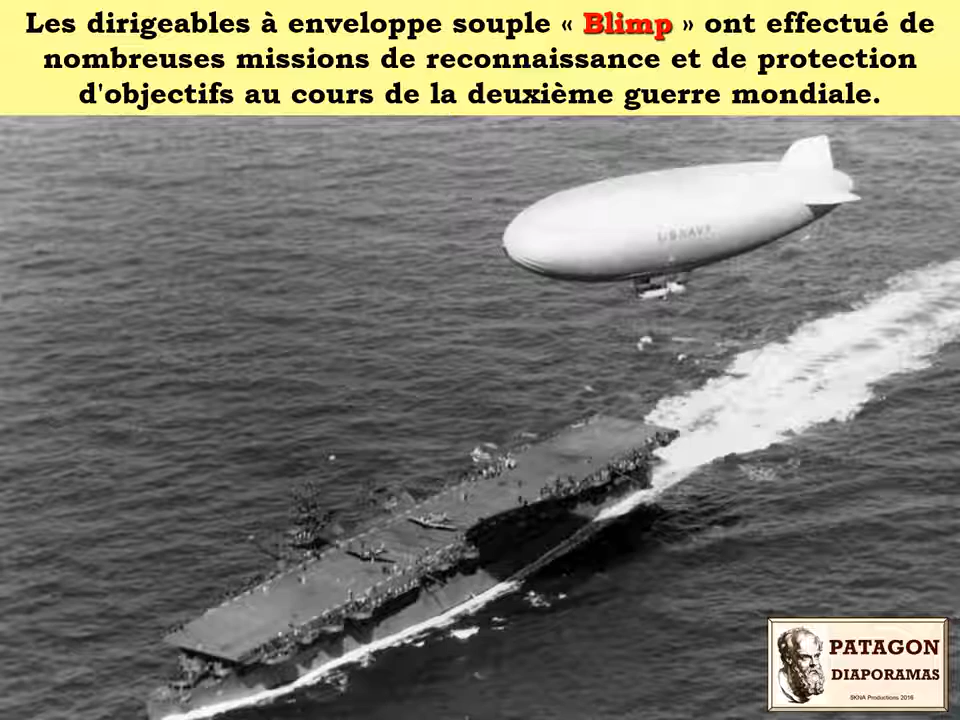 Les dirigeables à enveloppe souple « Blimp » ont effectué de
nombreuses missions de reconnaissance et de protection
d'objectifs au cours de la deuxième guerre mondiale.
U.S. NAVY
PATAGON
DIAPORAMAS
SKNA Productions 2016